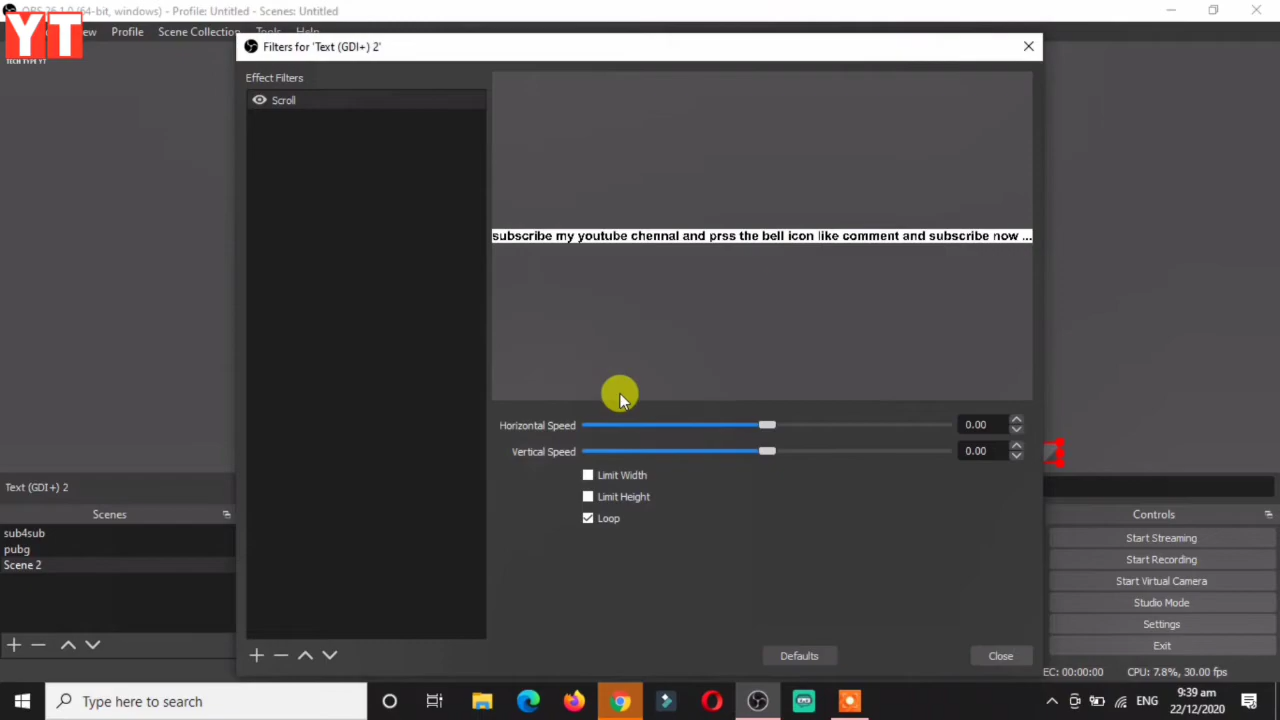 OBS 26.1.0 (64-bit, windows) - Profile: Untitled - Scenes: Untitled
YT
TECH TYPE YT
Profile Scene Collection Tools Help
Filters for 'Text (GDI+) 2'
Effect Filters
Scroll
subscribe my youtube chennal and prss the bell icon like comment and subscribe now ...
Horizontal Speed 0.00
Vertical Speed 0.00
Limit Width
Limit Height
Loop
Defaults
Close
Text (GDI+) 2
Scenes
sub4sub
pubg
Scene 2
Controls
Start Streaming
Start Recording
Start Virtual Camera
Studio Mode
Settings
Exit
EC: 00:00:00 CPU: 7.8%, 30.00 fps
Type here to search
ENG
9:39 am
22/12/2020